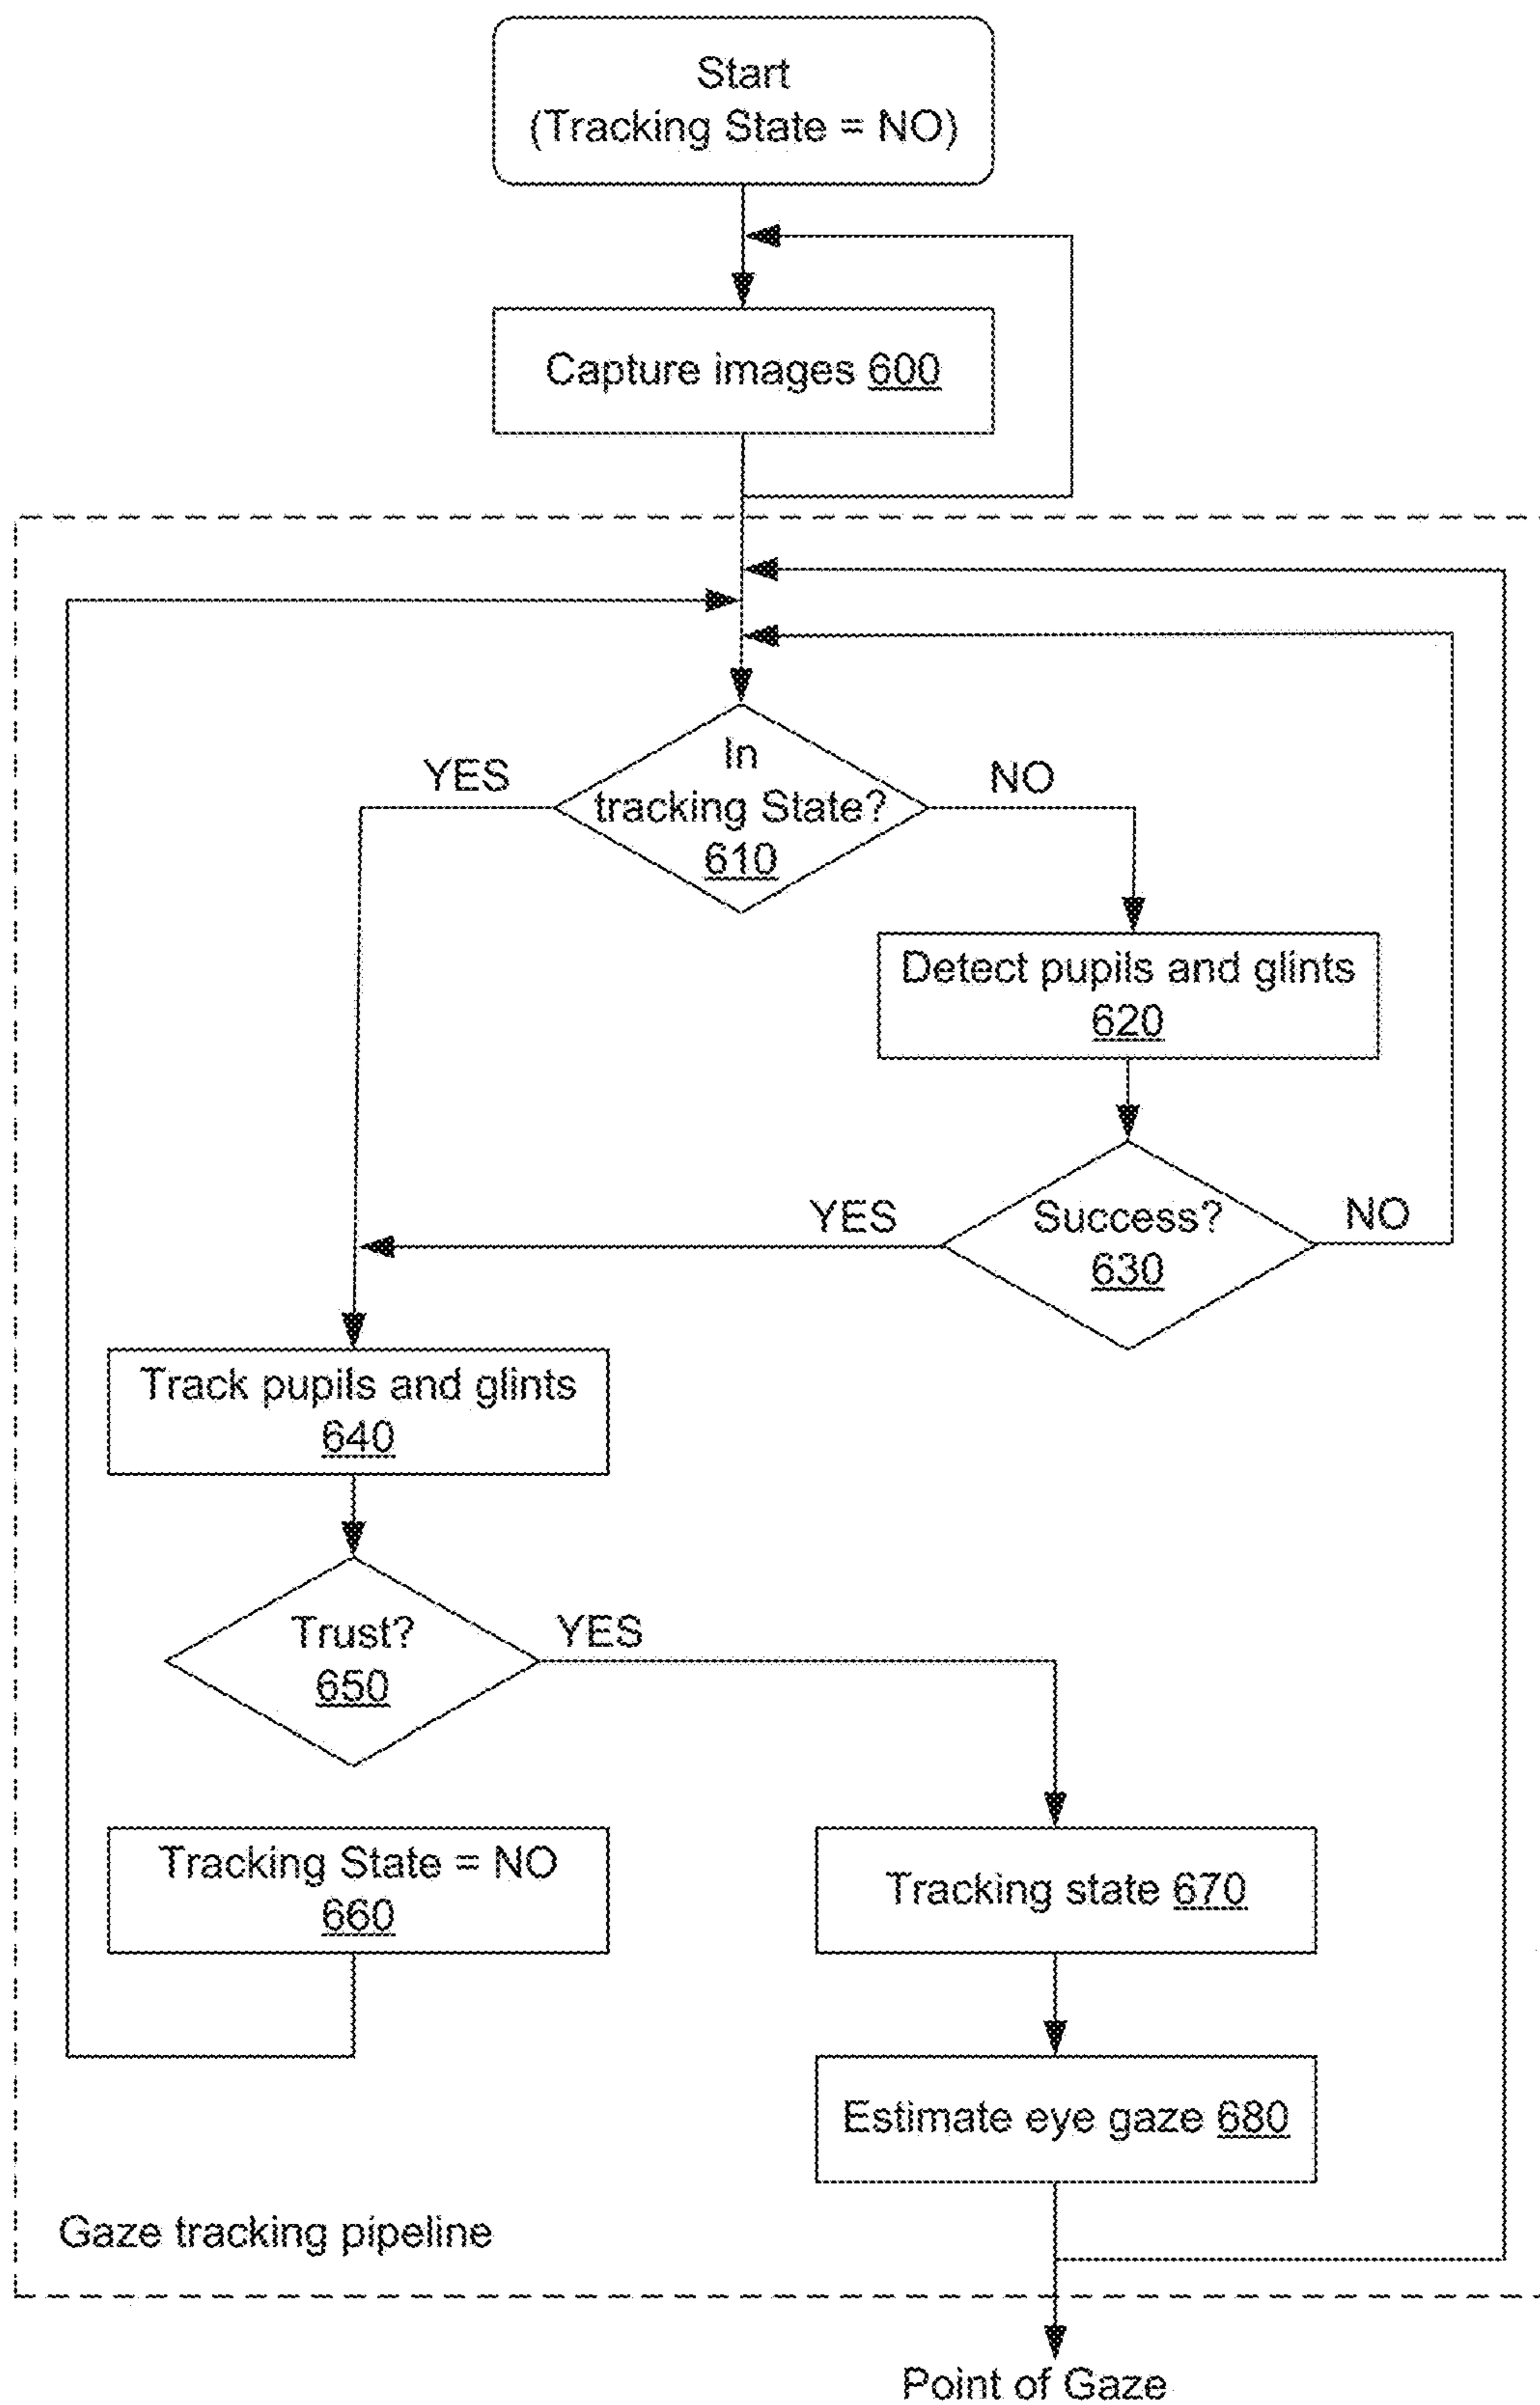 Start
(Tracking State = NO)
Capture images 600
In
tracking State?
610
YES
NO
Detect pupils and glints
620
Success?
630
YES
NO
Track pupils and glints
640
Trust?
650
YES
Tracking State = NO
660
Tracking state 670
Estimate eye gaze 680
Gaze tracking pipeline
Point of Gaze